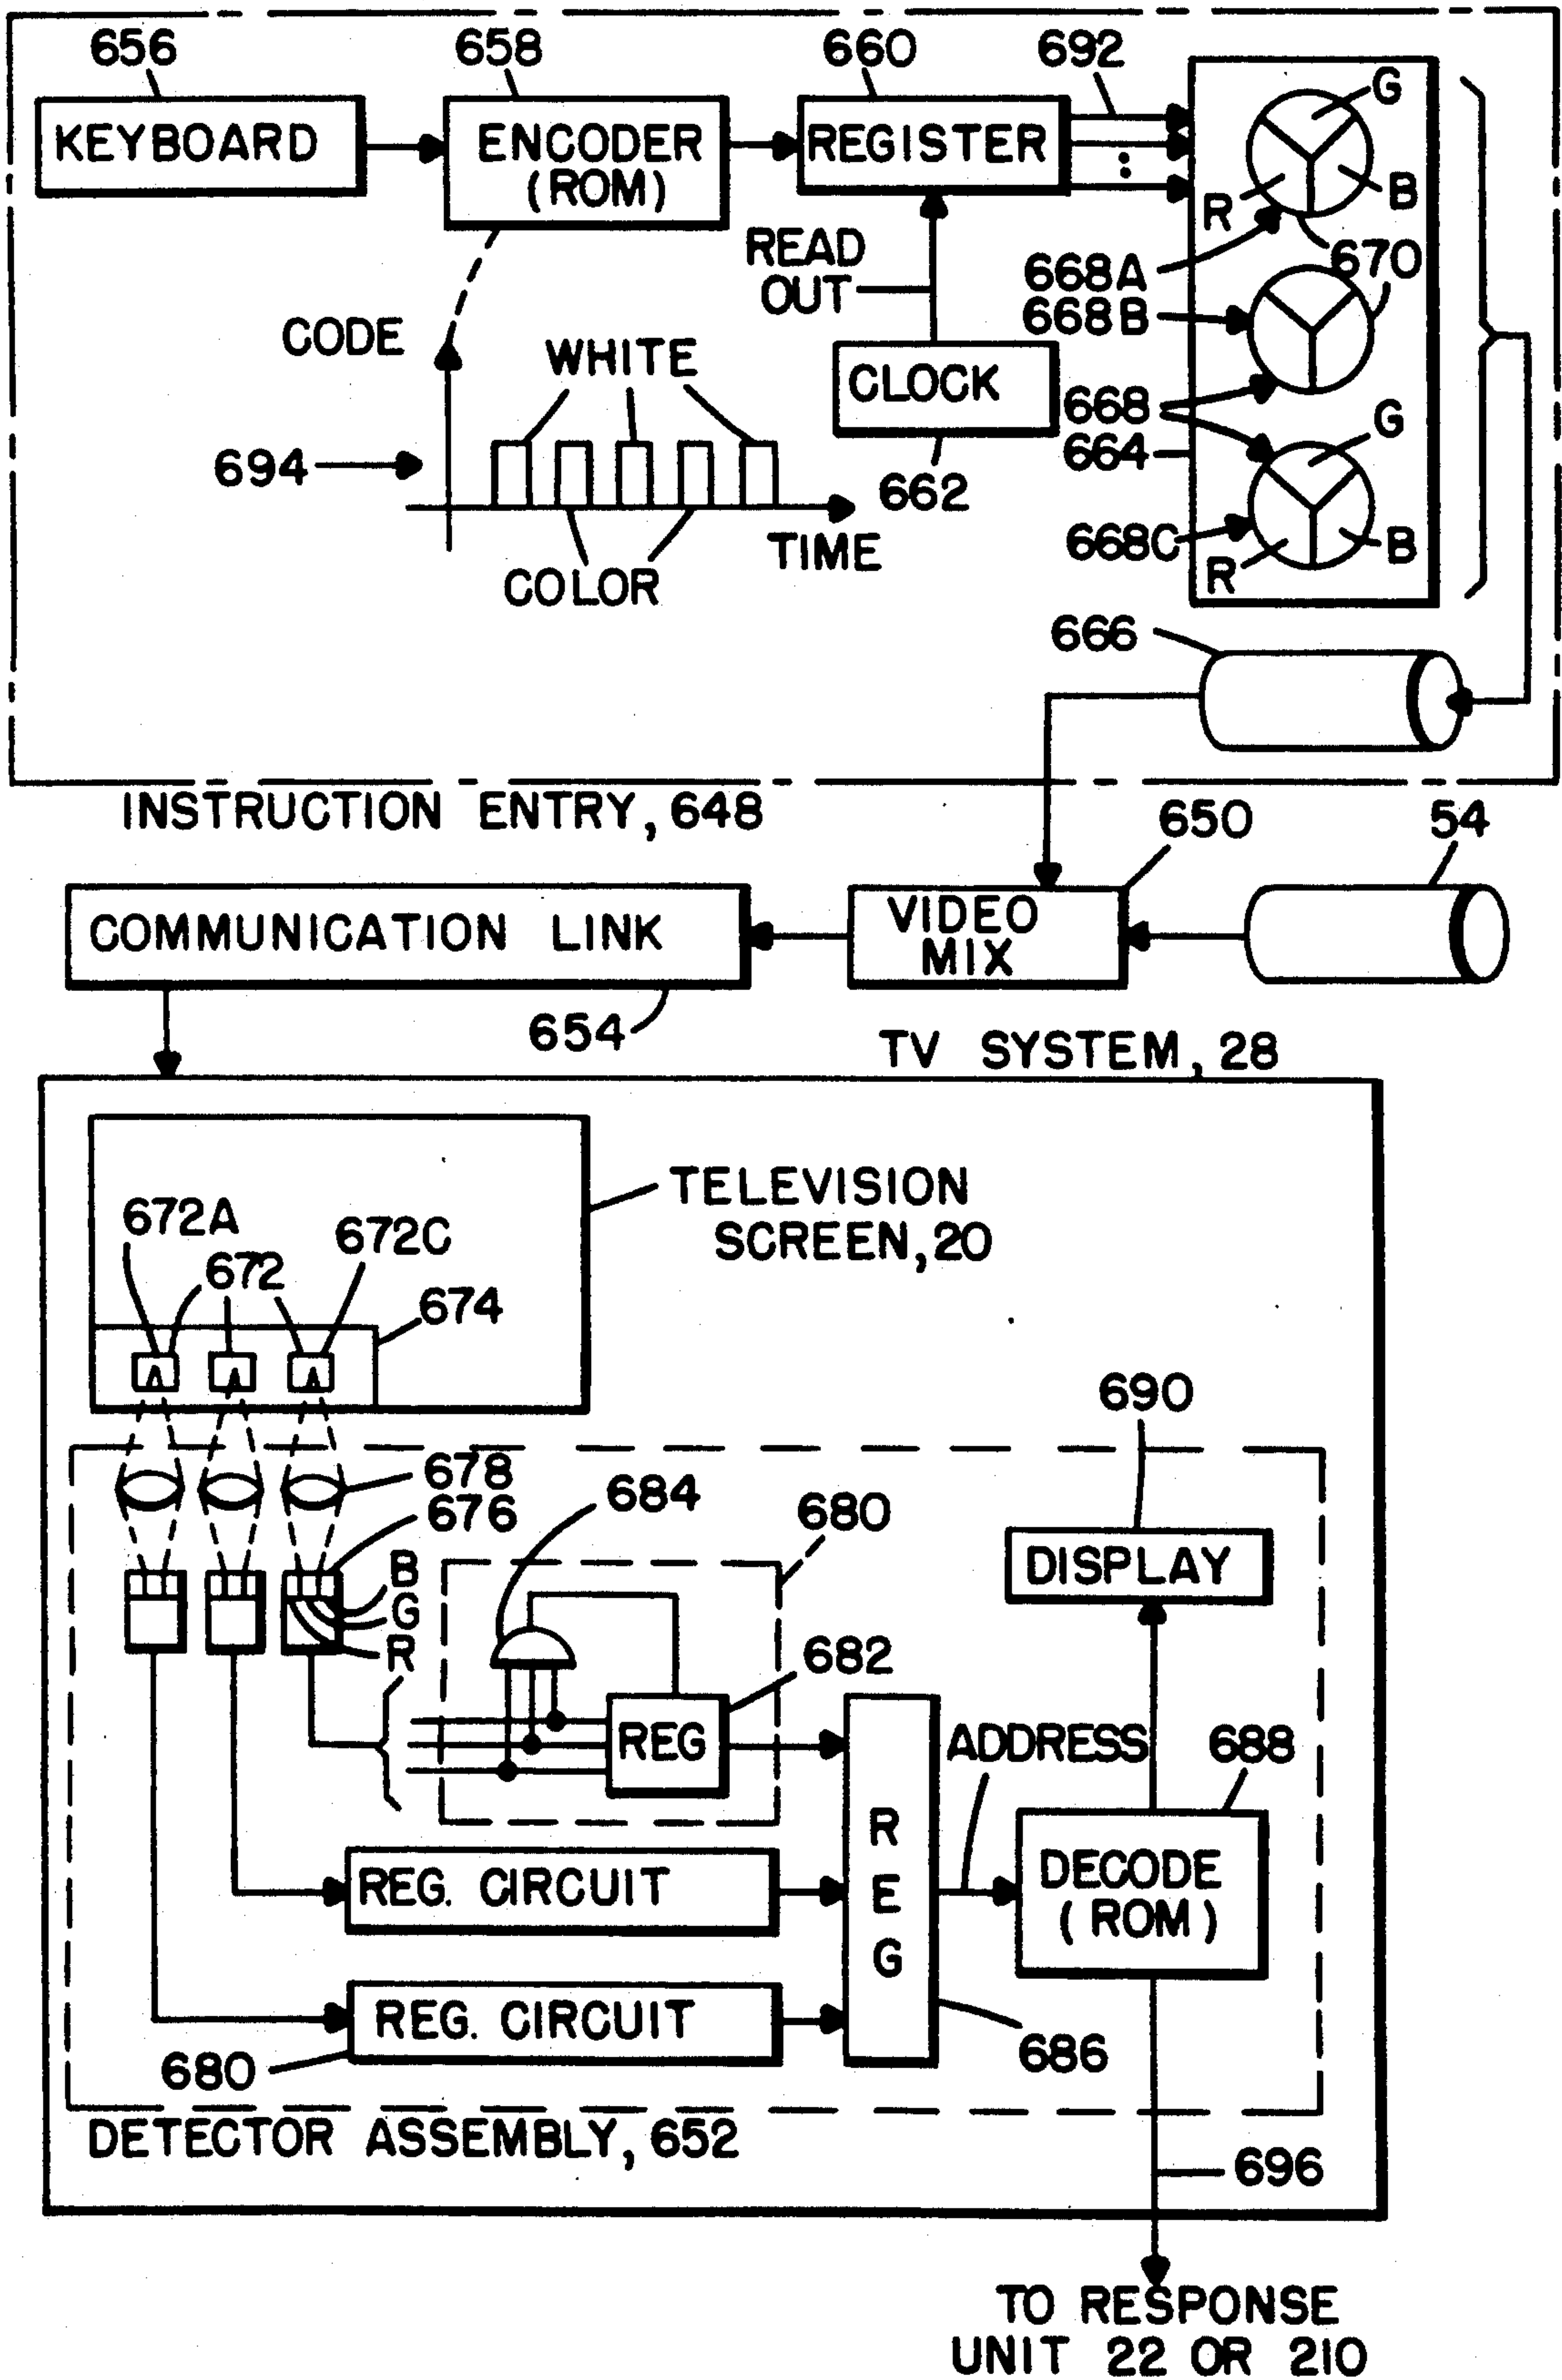 656
658
660
692
KEYBOARD
ENCODER
(ROM)
REGISTER
G
B
R
READ
OUT
668A
670
668B
CODE
WHITE
CLOCK
668
G
664
694
662
668C
B
R
TIME
COLOR
666
INSTRUCTION ENTRY, 648
650
54
COMMUNICATION LINK
VIDEO
MIX
654
TV SYSTEM, 28
TELEVISION
SCREEN, 20
672A
672C
672
674
690
678
684
676
680
DISPLAY
B
G
R
682
REG
ADDRESS
688
R
E
G
DECODE
(ROM)
REG. CIRCUIT
REG. CIRCUIT
686
680
DETECTOR ASSEMBLY, 652
696
TO RESPONSE
UNIT 22 OR 210